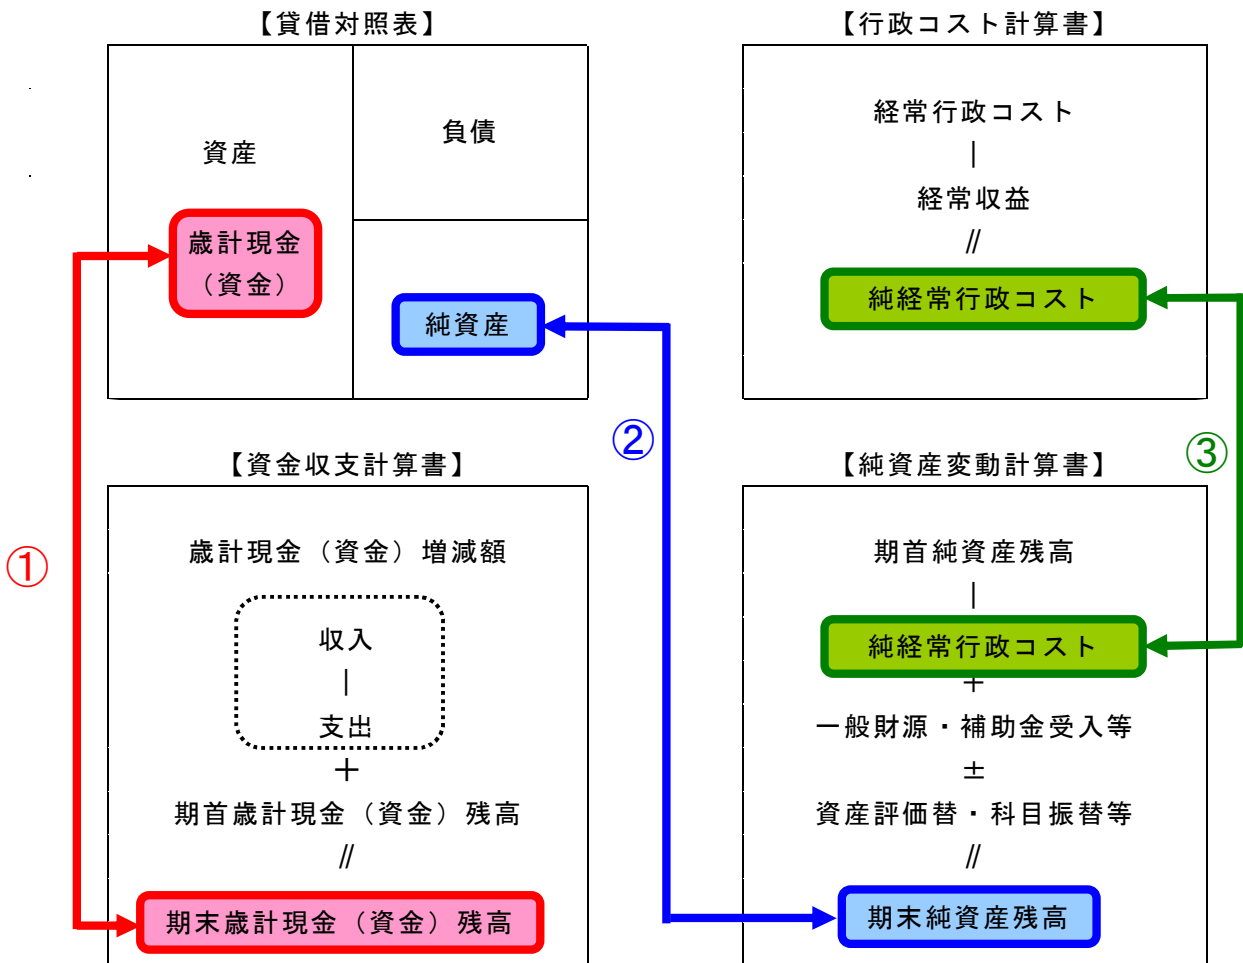 【貸借対照表】
資産
負債
歳計現金
（資金）
純資産
【行政コスト計算書】
経常行政コスト
｜
経常収益
//
純経常行政コスト
①
②
③
【資金収支計算書】
歳計現金（資金）増減額
収入
｜
支出
＋
期首歳計現金（資金）残高
//
期末歳計現金（資金）残高
【純資産変動計算書】
期首純資産残高
｜
純経常行政コスト
＋
一般財源・補助金受入等
±
資産評価替・科目振替等
//
期末純資産残高